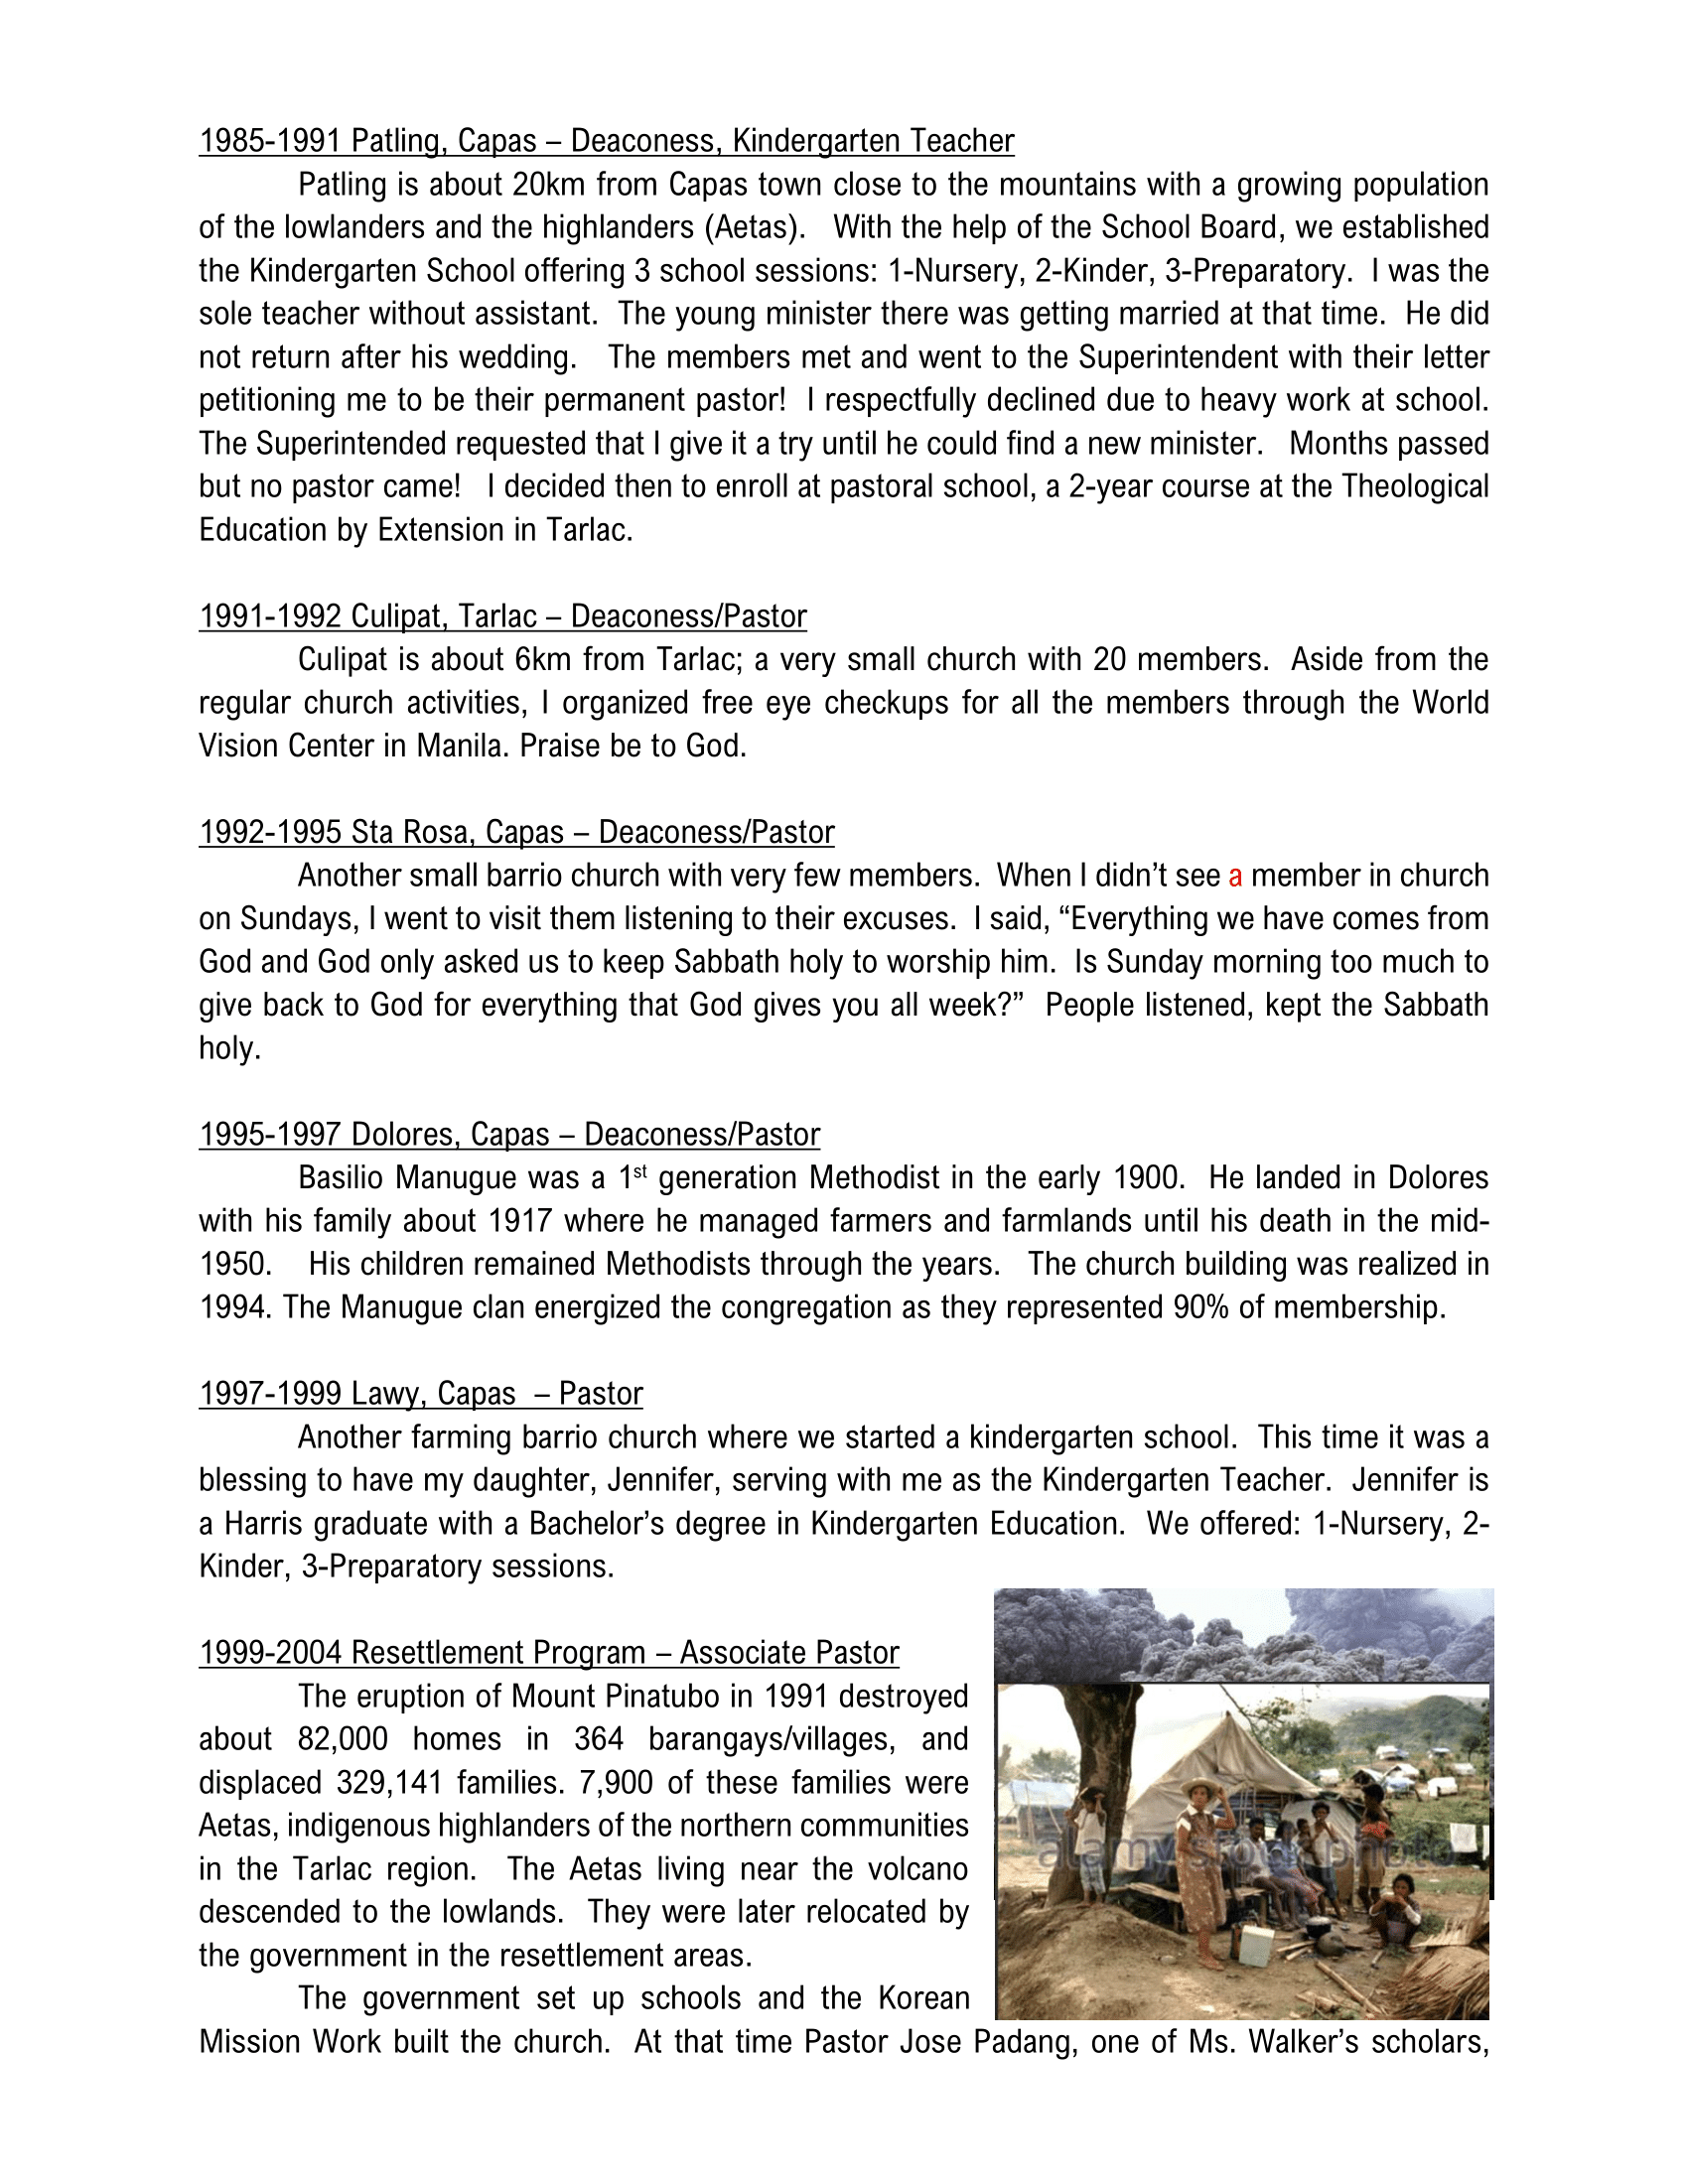 1985-1991 Patling, Capas – Deaconess, Kindergarten Teacher
Patling is about 20km from Capas town close to the mountains with a growing population
of the lowlanders and the highlanders (Aetas). With the help of the School Board, we established
the Kindergarten School offering 3 school sessions: 1-Nursery, 2-Kinder, 3-Preparatory. I was the
sole teacher without assistant. The young minister there was getting married at that time. He did
not return after his wedding. The members met and went to the Superintendent with their letter
petitioning me to be their permanent pastor! I respectfully declined due to heavy work at school.
The Superintended requested that I give it a try until he could find a new minister. Months passed
but no pastor came! I decided then to enroll at pastoral school, a 2-year course at the Theological
Education by Extension in Tarlac.
1991-1992 Culipat, Tarlac – Deaconess/Pastor
Culipat is about 6km from Tarlac; a very small church with 20 members. Aside from the
regular church activities, I organized free eye checkups for all the members through the World
Vision Center in Manila. Praise be to God.
1992-1995 Sta Rosa, Capas – Deaconess/Pastor
Another small barrio church with very few members. When I didn’t see a member in church
on Sundays, I went to visit them listening to their excuses. I said, “Everything we have comes from
God and God only asked us to keep Sabbath holy to worship him. Is Sunday morning too much to
give back to God for everything that God gives you all week?” People listened, kept the Sabbath
holy.
1995-1997 Dolores, Capas – Deaconess/Pastor
Basilio Manugue was a 1st generation Methodist in the early 1900. He landed in Dolores
with his family about 1917 where he managed farmers and farmlands until his death in the mid-
1950. His children remained Methodists through the years. The church building was realized in
1994. The Manugue clan energized the congregation as they represented 90% of membership.
1997-1999 Lawy, Capas – Pastor
Another farming barrio church where we started a kindergarten school. This time it was a
blessing to have my daughter, Jennifer, serving with me as the Kindergarten Teacher. Jennifer is
a Harris graduate with a Bachelor’s degree in Kindergarten Education. We offered: 1-Nursery, 2-
Kinder, 3-Preparatory sessions.
1999-2004 Resettlement Program – Associate Pastor
The eruption of Mount Pinatubo in 1991 destroyed
about 82,000 homes in 364 barangays/villages, and
displaced 329,141 families. 7,900 of these families were
Aetas, indigenous highlanders of the northern communities
in the Tarlac region. The Aetas living near the volcano
descended to the lowlands. They were later relocated by
the government in the resettlement areas.
alamy stock photo
The government set up schools and the Korean
Mission Work built the church. At that time Pastor Jose Padang, one of Ms. Walker’s scholars,